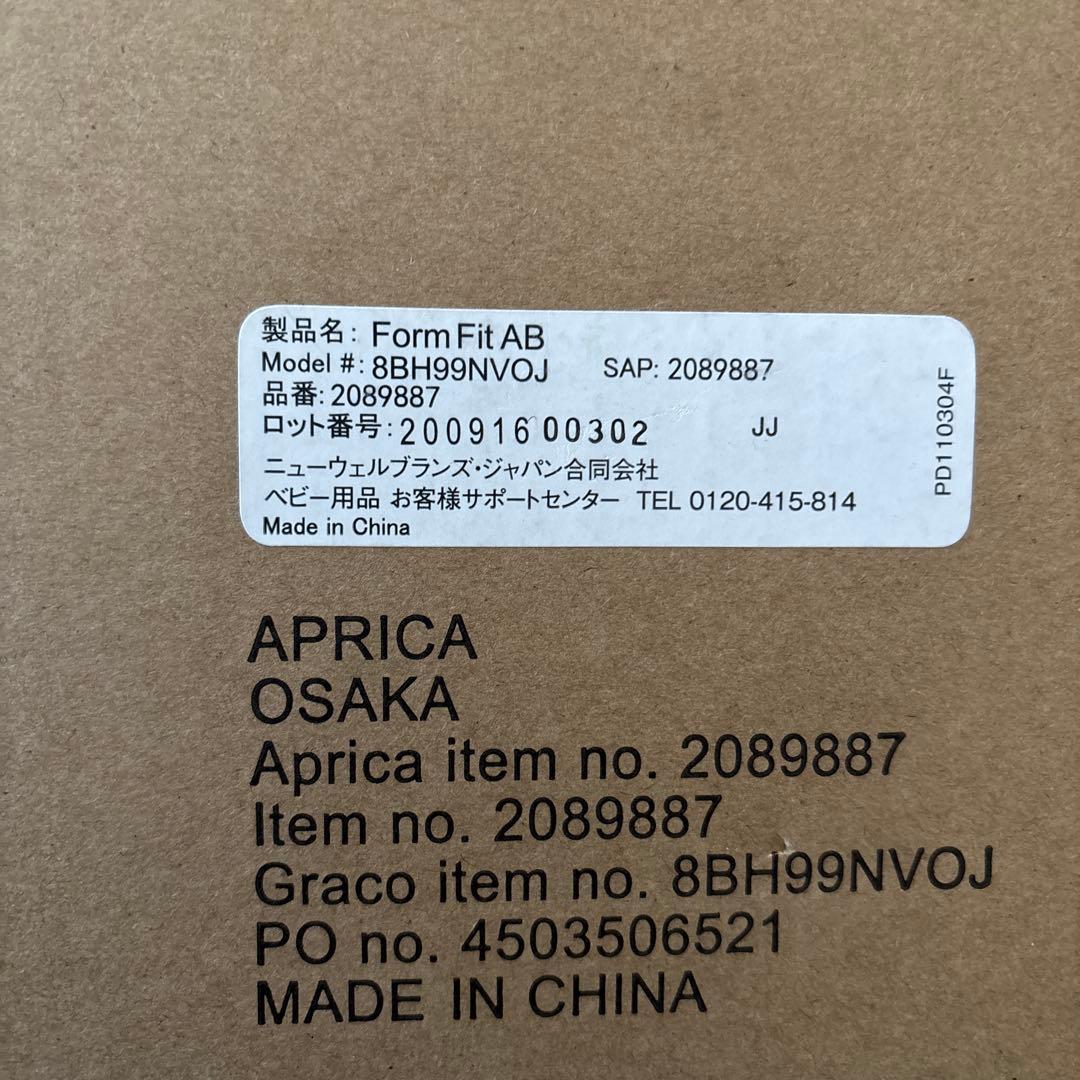 製品名: Form Fit AB
Model #: 8BH99NVOJ SAP: 2089887
品番: 2089887
ロット番号: 200916 00302 JJ
ニューウェルブランズ・ジャパン合同会社
ベビー用品 お客様サポートセンター TEL 0120-415-814
Made in China
PD110304F
APRICA
OSAKA
Aprica item no. 2089887
Item no. 2089887
Graco item no. 8BH99NVOJ
PO no. 4503506521
MADE IN CHINA